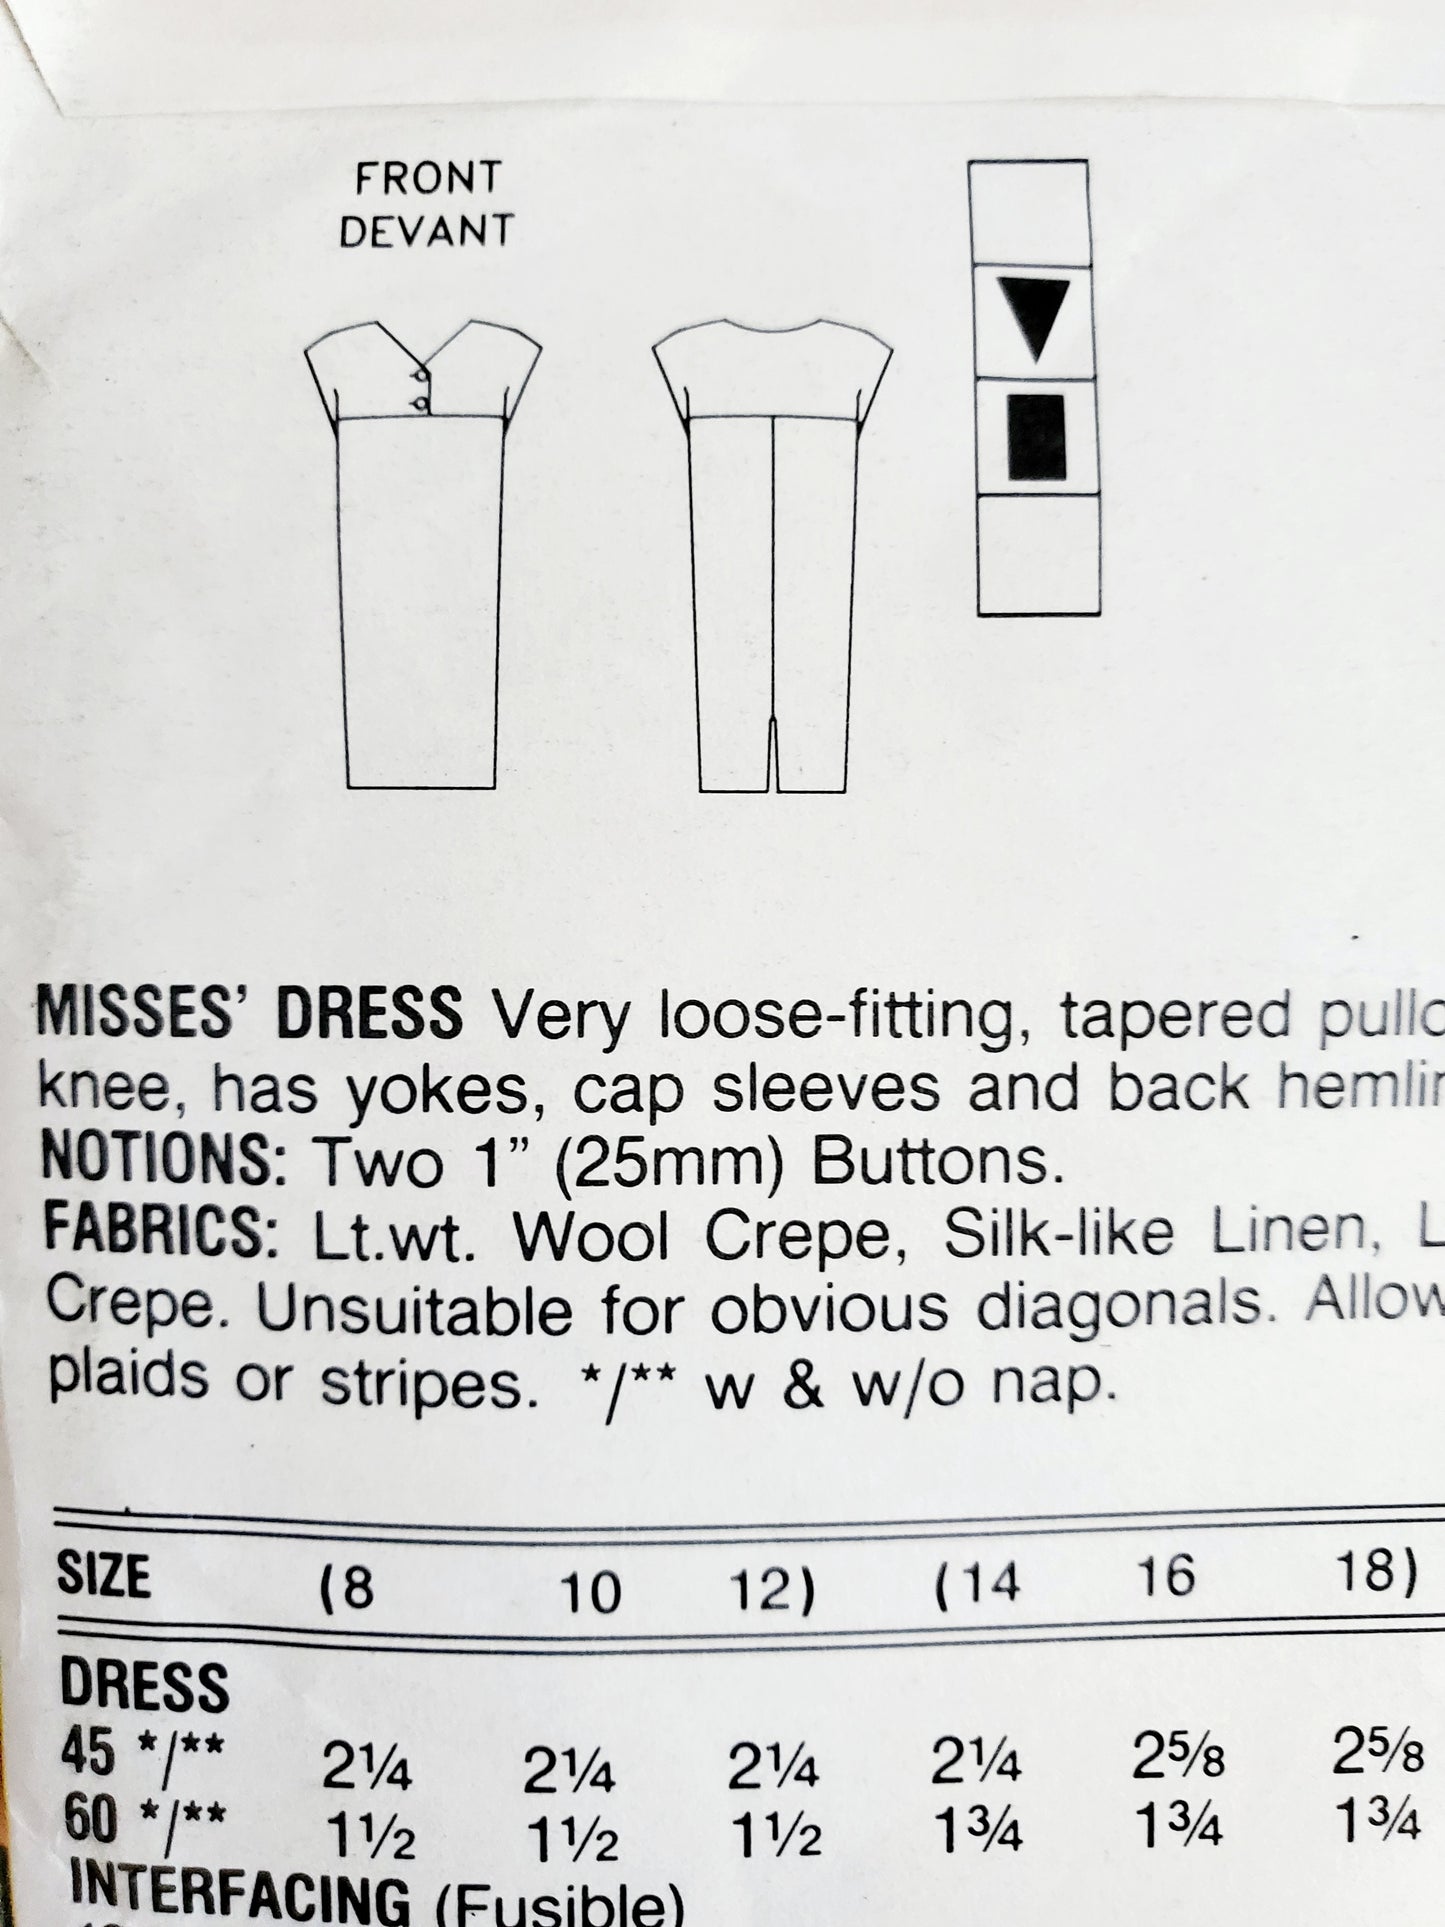 FRONT
DEVANT
MISSES' DRESS Very loose-fitting, tapered
knee, has yokes, cap sleeves and back
NOTIONS: Two 1” (25mm) Buttons.
FABRICS: Lt.wt. Wool Crepe, Silk-like Linen,
Crepe. Unsuitable for obvious diagonals.
plaids or stripes. */** w & w/o nap.
SIZE (8 10 12) (14 16 18)
DRESS
45 */** 2¼ 2¼ 2¼ 2¼ 2⅝ 2⅝
60 */** 1½ 1½ 1½ 1¾ 1¾ 1¾
INTERFACING (Fusible)